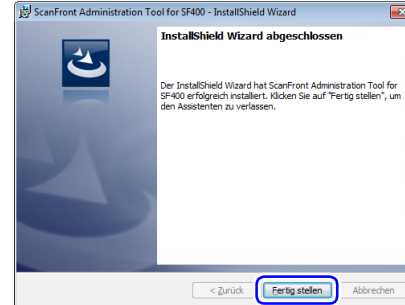 ScanFront Administration Tool for SF400 - InstallShield Wizard
InstallShield Wizard abgeschlossen
Der InstallShield Wizard hat ScanFront Administration Tool for
SF400 erfolgreich installiert. Klicken Sie auf "Fertig stellen", um
den Assistenten zu verlassen.
< Zurück Fertig stellen Abbrechen